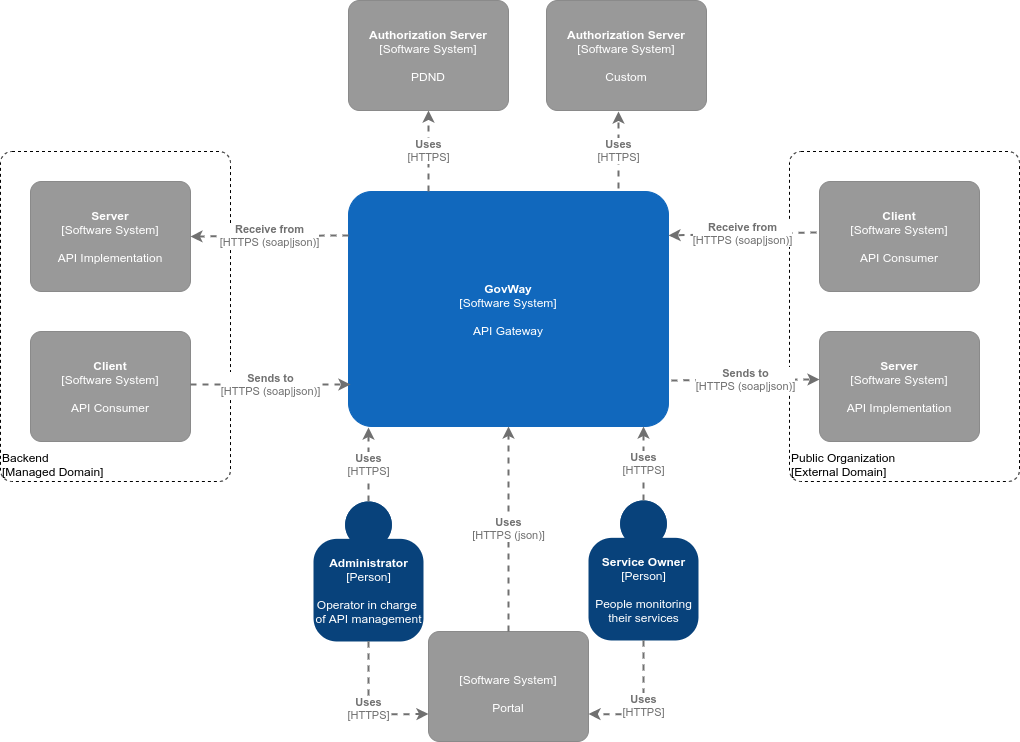 Authorization Server
[Software System]
PDND
Authorization Server
[Software System]
Custom
Uses
[HTTPS]
Uses
[HTTPS]
Server
[Software System]
API Implementation
Receive from
[HTTPS (soap|json)]
Client
[Software System]
API Consumer
Sends to
[HTTPS (soap|json)]
Backend
[Managed Domain]
GovWay
[Software System]
API Gateway
Receive from
[HTTPS (soap|json)]
Client
[Software System]
API Consumer
Sends to
[HTTPS (soap|json)]
Server
[Software System]
API Implementation
Public Organization
[External Domain]
Uses
[HTTPS]
Uses
[HTTPS (json)]
Uses
[HTTPS]
Administrator
[Person]
Operator in charge
of API management
Service Owner
[Person]
People monitoring
their services
Uses
[HTTPS]
[Software System]
Portal
Uses
[HTTPS]